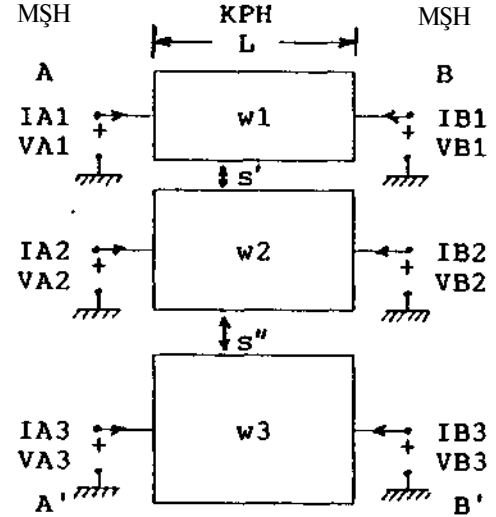 MŞH KPH MŞH
L
A B
IA1 w1 IB1
+ +
VA1 VB1
s'
IA2 w2 IB2
+ +
VA2 VB2
s"
IA3 w3 IB3
+ +
VA3 VB3
A' B'